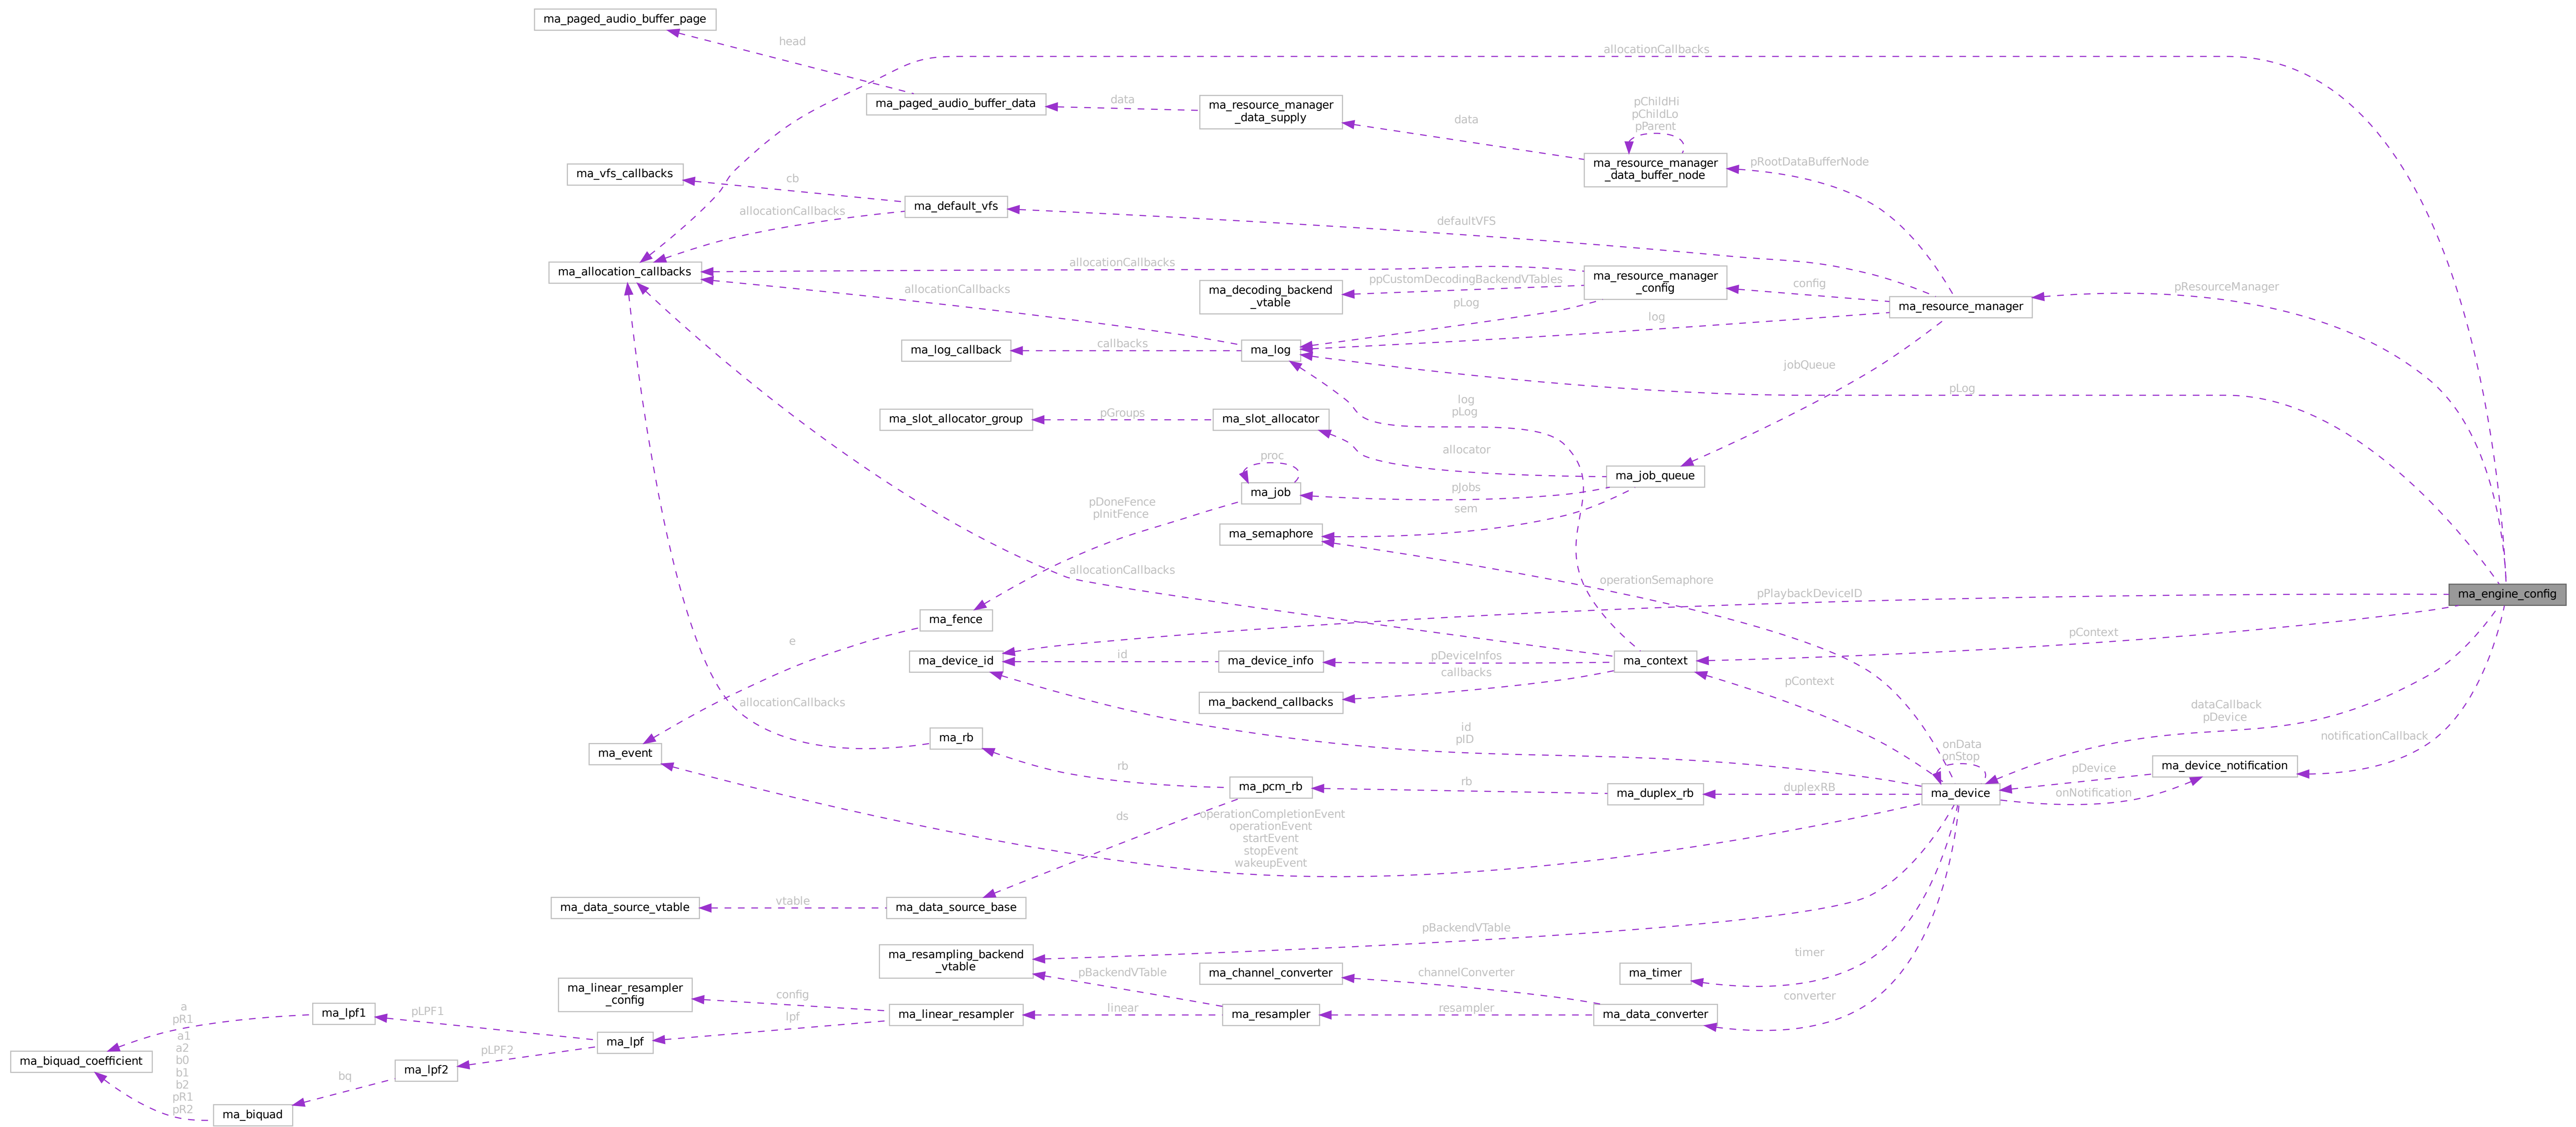 ma_paged_audio_buffer_page
head
allocationCallbacks
ma_paged_audio_buffer_data
data
ma_resource_manager
_data_supply
data
pChildHi
pChildLo
pParent
ma_resource_manager
_data_buffer_node
pRootDataBufferNode
ma_vfs_callbacks
cb
ma_default_vfs
allocationCallbacks
defaultVFS
ma_allocation_callbacks
allocationCallbacks
allocationCallbacks
ma_decoding_backend
_vtable
ppCustomDecodingBackendVTables
pLog
ma_resource_manager
_config
config
ma_resource_manager
pResourceManager
log
ma_log_callback
callbacks
ma_log
jobQueue
pLog
log
pLog
ma_slot_allocator_group
pGroups
ma_slot_allocator
allocator
proc
ma_job
pJobs
ma_job_queue
sem
pDoneFence
pInitFence
ma_semaphore
allocationCallbacks
operationSemaphore
pPlaybackDeviceID
ma_engine_config
ma_fence
e
ma_device_id
id
ma_device_info
pDeviceInfos
callbacks
ma_context
pContext
pContext
ma_backend_callbacks
allocationCallbacks
id
pID
dataCallback
pDevice
notificationCallback
ma_event
ma_rb
rb
ma_pcm_rb
rb
ma_duplex_rb
duplexRB
onData
onStop
ma_device
pDevice
onNotification
ma_device_notification
ds
operationCompletionEvent
operationEvent
startEvent
stopEvent
wakeupEvent
ma_data_source_vtable
vtable
ma_data_source_base
pBackendVTable
ma_resampling_backend
_vtable
pBackendVTable
ma_channel_converter
channelConverter
ma_timer
timer
converter
ma_linear_resampler
_config
config
lpf
ma_linear_resampler
linear
ma_resampler
resampler
ma_data_converter
a
pR1
ma_lpf1
pLPF1
ma_lpf
pLPF2
ma_lpf2
bq
ma_biquad_coefficient
a1
a2
b0
b1
b2
pR1
pR2
ma_biquad